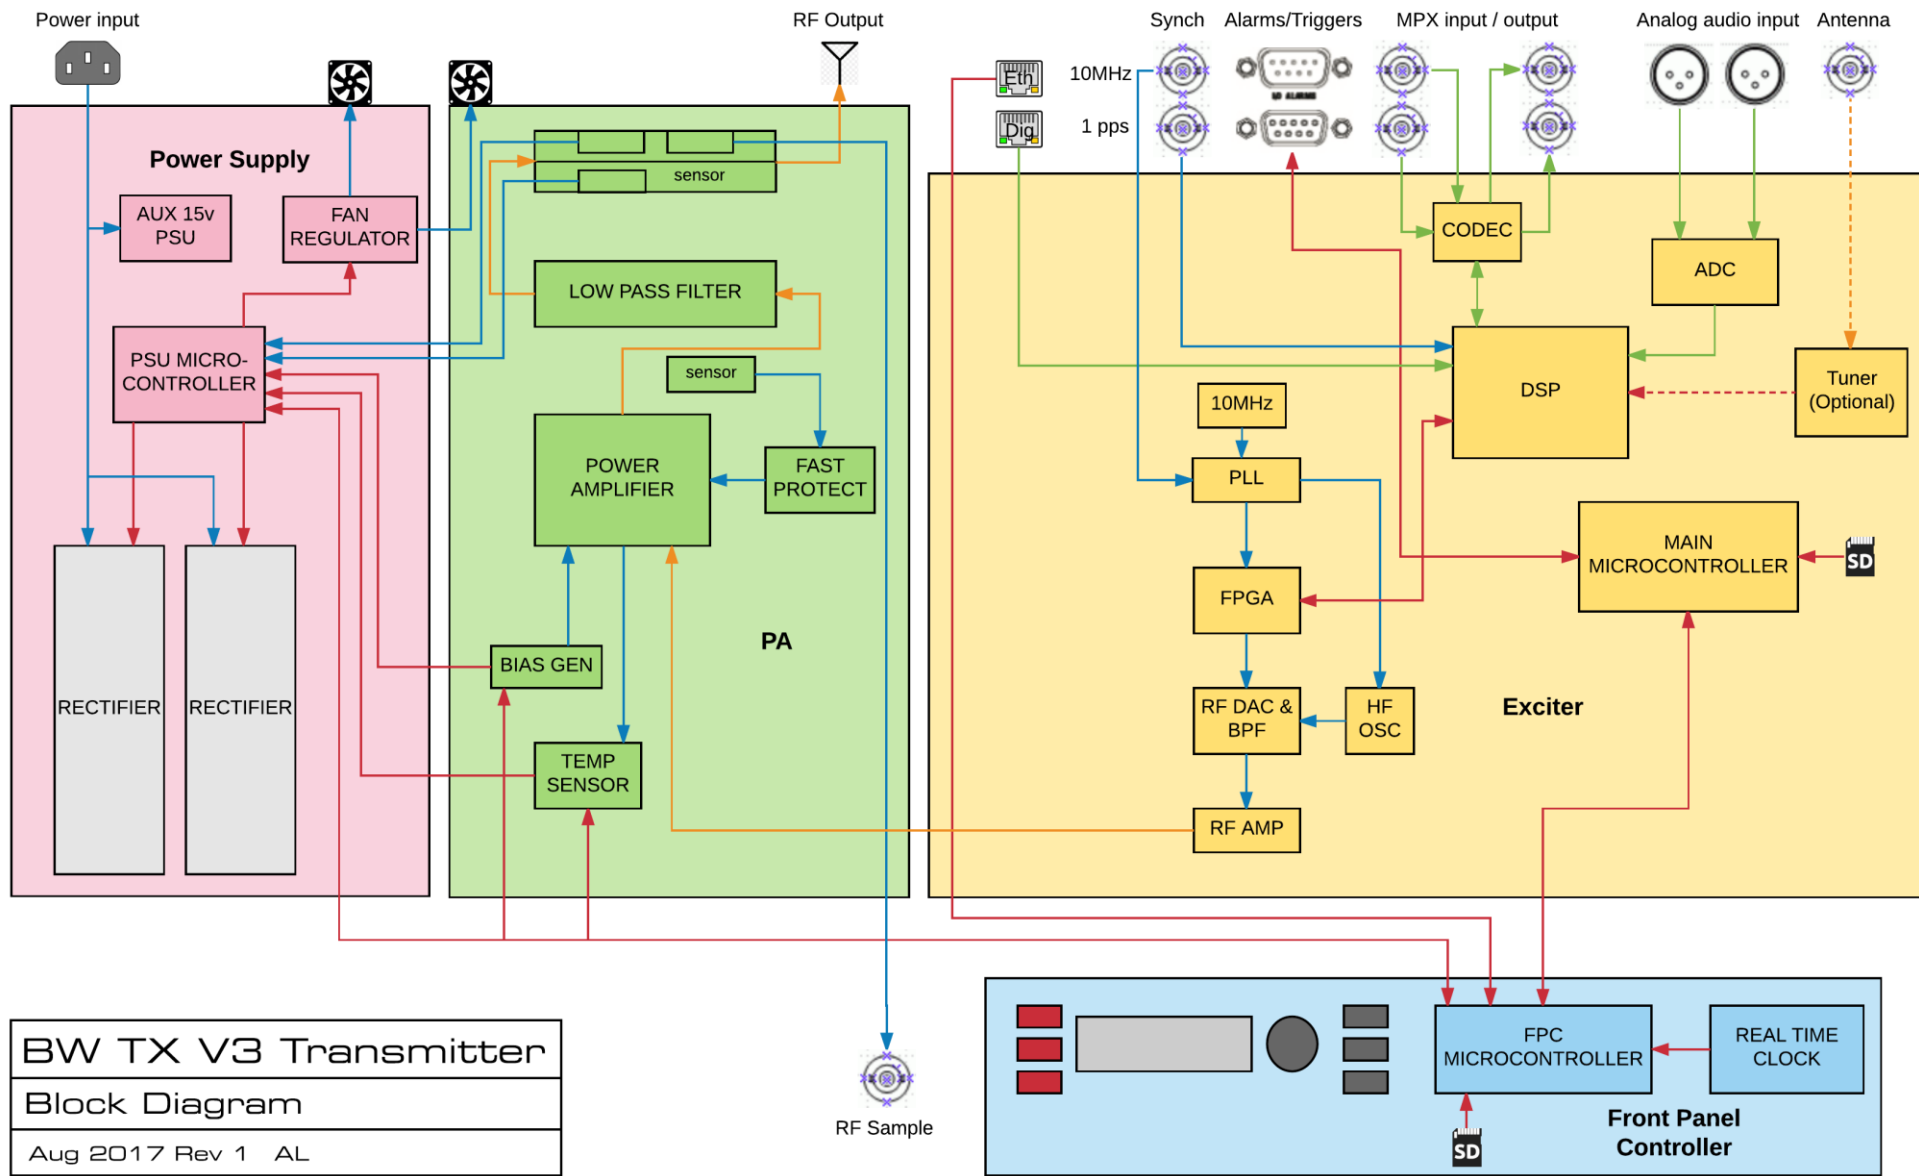 Power input
RF Output
Synch
Alarms/Triggers
MPX input / output
Analog audio input
Antenna
Eth
10MHz
I/O ALARMS
Dig
1 pps
Power Supply
sensor
AUX 15v
PSU
FAN
REGULATOR
CODEC
ADC
LOW PASS FILTER
PSU MICRO-
CONTROLLER
sensor
10MHz
DSP
Tuner
(Optional)
POWER
AMPLIFIER
FAST
PROTECT
PLL
MAIN
MICROCONTROLLER
SD
FPGA
PA
BIAS GEN
RECTIFIER
RECTIFIER
RF DAC &
BPF
HF
OSC
Exciter
TEMP
SENSOR
RF AMP
FPC
MICROCONTROLLER
REAL TIME
CLOCK
SD
Front Panel
Controller
RF Sample
BW TX V3 Transmitter
Block Diagram
Aug 2017 Rev 1 AL